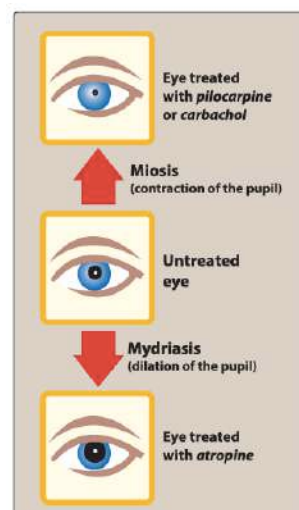 Eye treated
with pilocarpine
or carbachol
Miosis
(contraction of the pupil)
Untreated
eye
Mydriasis
(dilation of the pupil)
Eye treated
with atropine